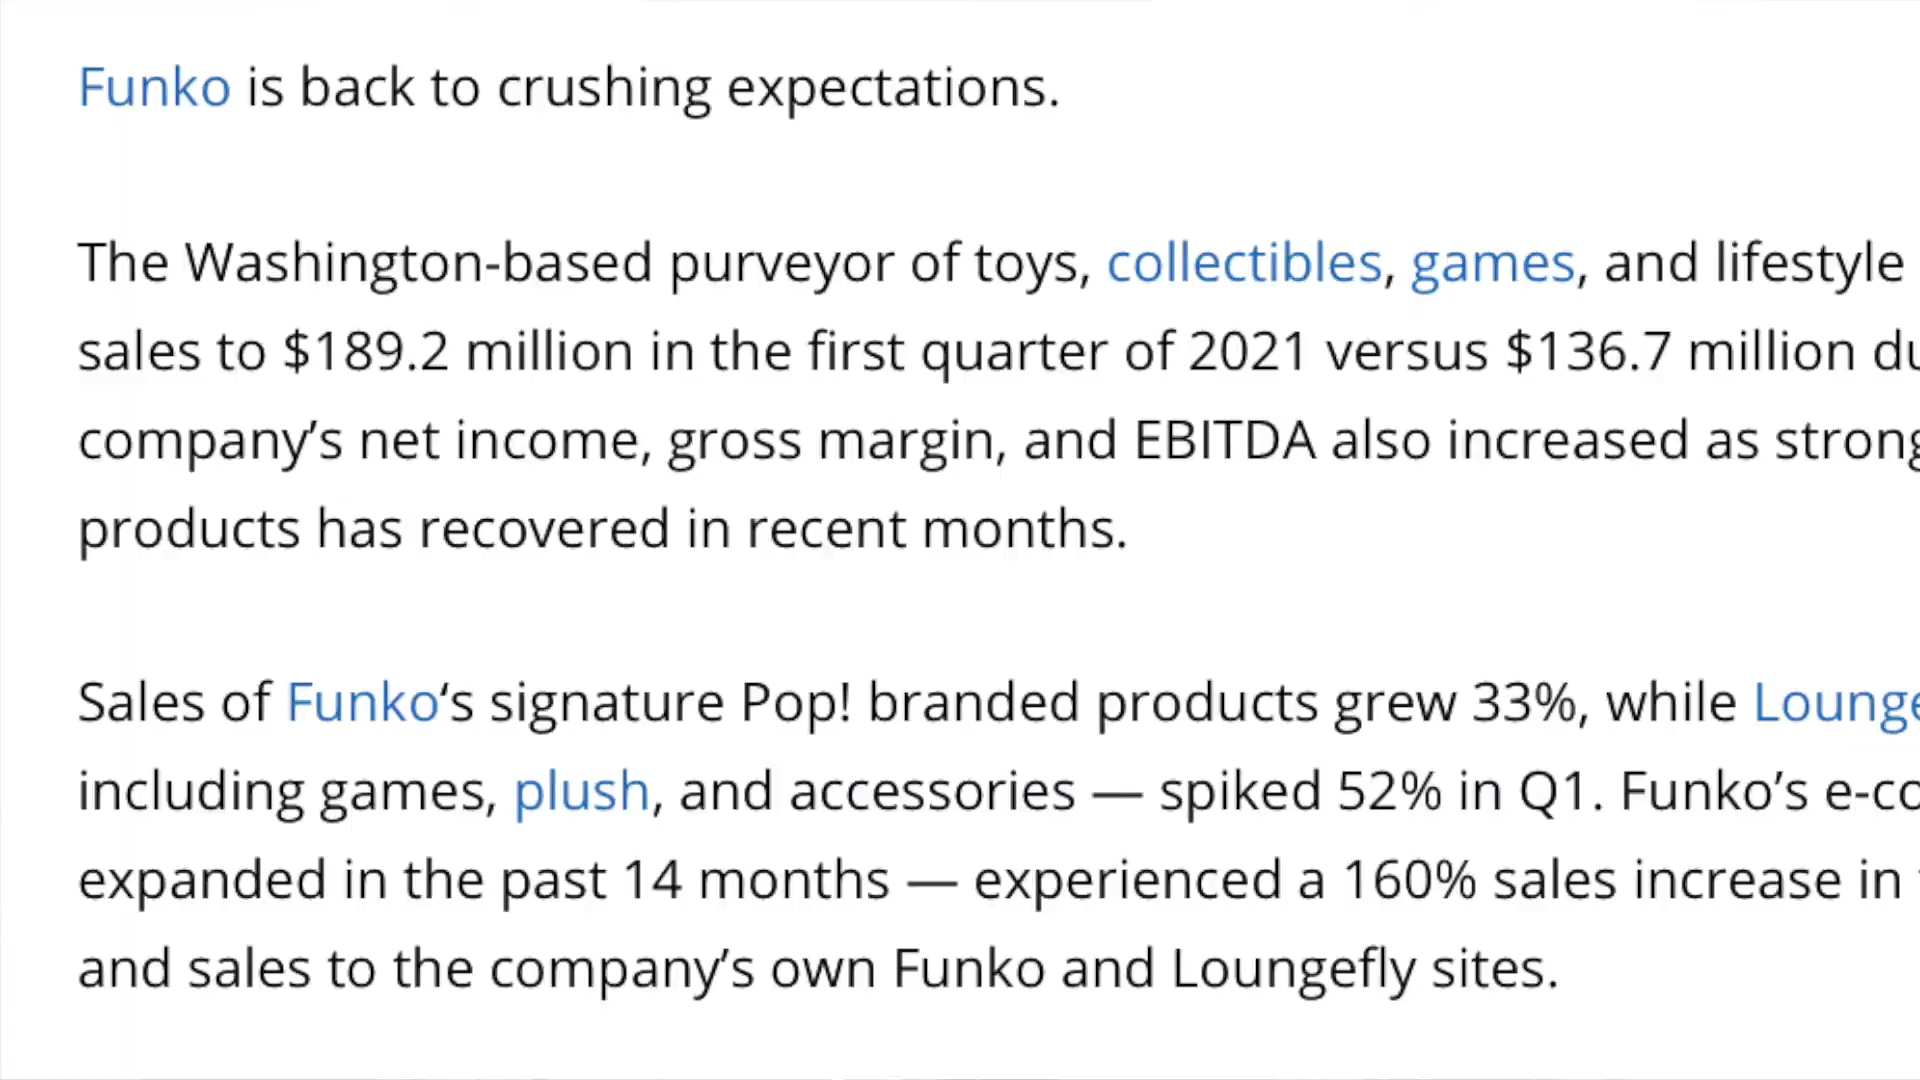 Funko is back to crushing expectations.
The Washington-based purveyor of toys, collectibles, games, and lifestyle
sales to $189.2 million in the first quarter of 2021 versus $136.7 million
company’s net income, gross margin, and EBITDA also increased as strong
products has recovered in recent months.
Sales of Funko‘s signature Pop! branded products grew 33%, while
including games, plush, and accessories — spiked 52% in Q1. Funko’s
expanded in the past 14 months — experienced a 160% sales increase in
and sales to the company’s own Funko and Loungefly sites.